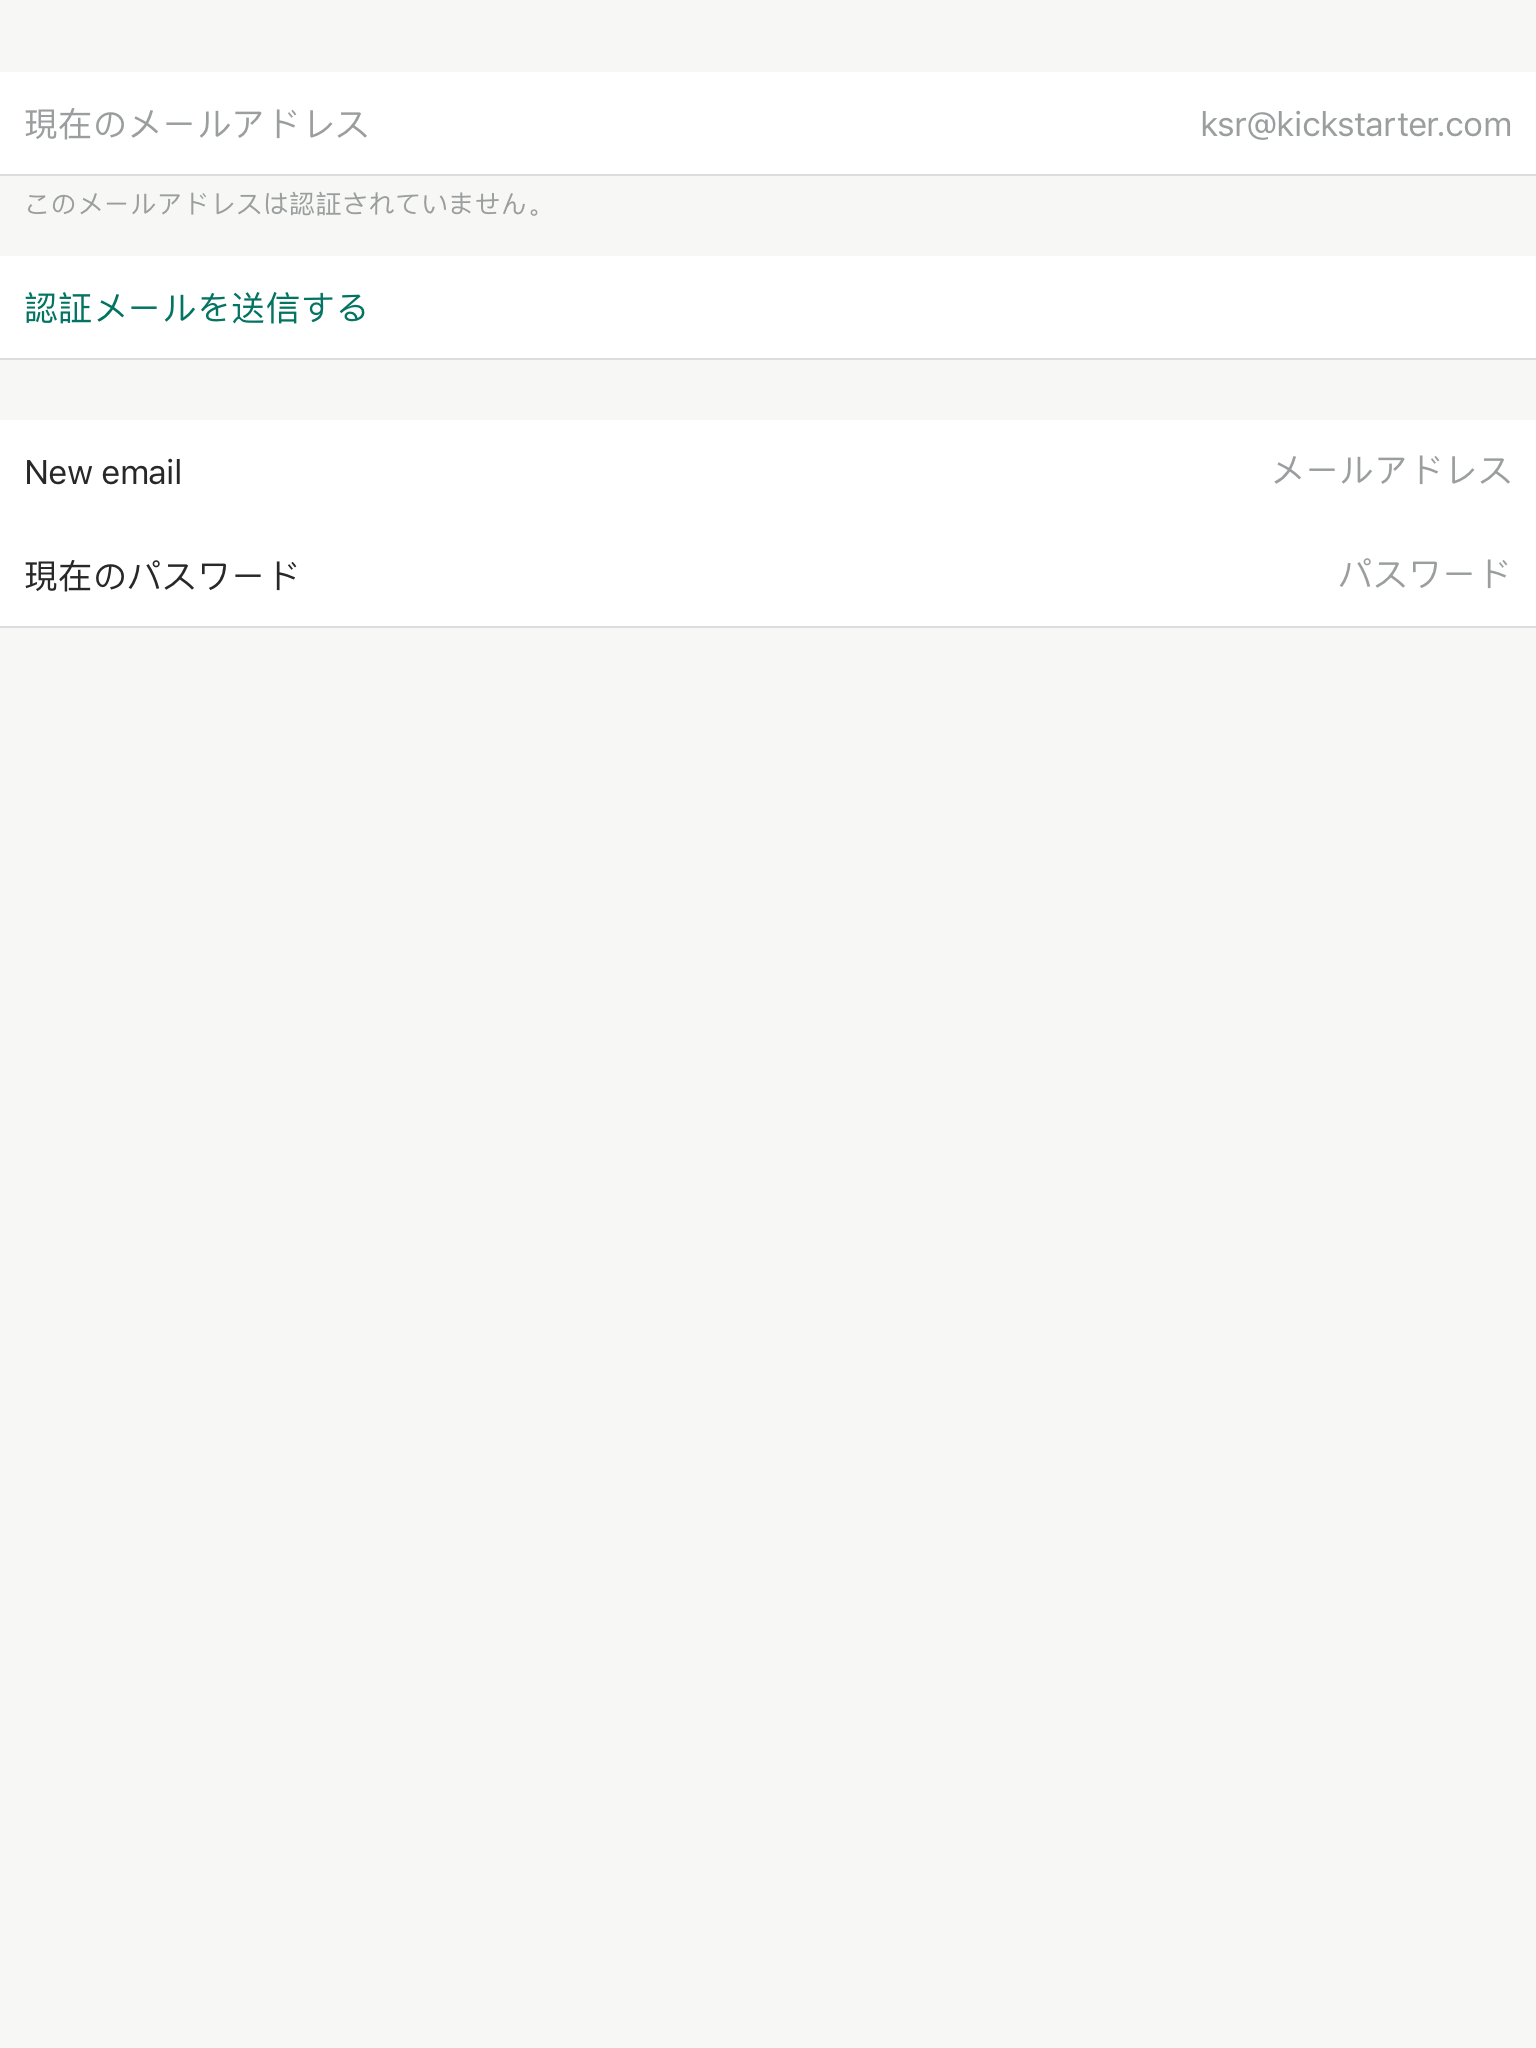 現在のメールアドレス ksr@kickstarter.com
このメールアドレスは認証されていません。
認証メールを送信する
New email メールアドレス
現在のパスワード パスワード